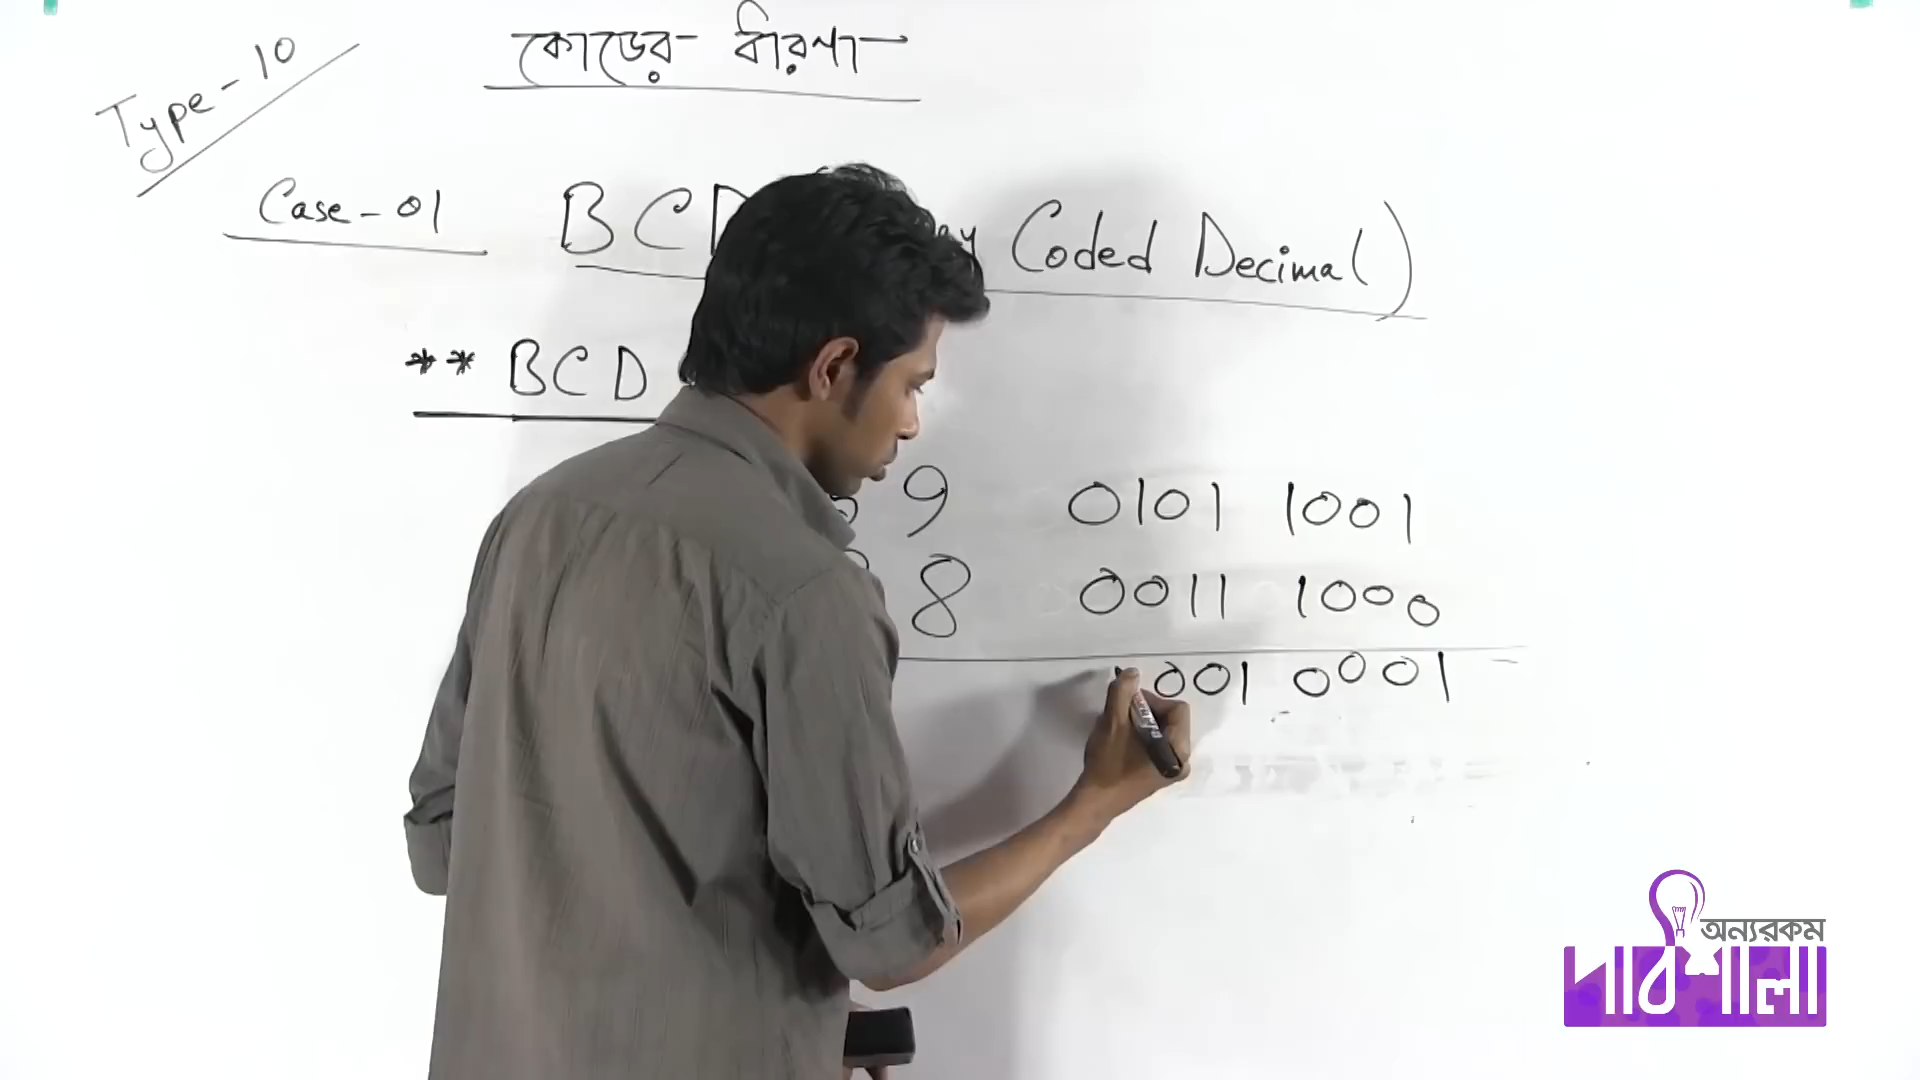 কোডের ধারণা
Type-10
Case-01 BCD Coded Decimal)
** BCD
9 0101 1001
8 0011 1000
001 0001
অন্যরকম
পাঠশালা